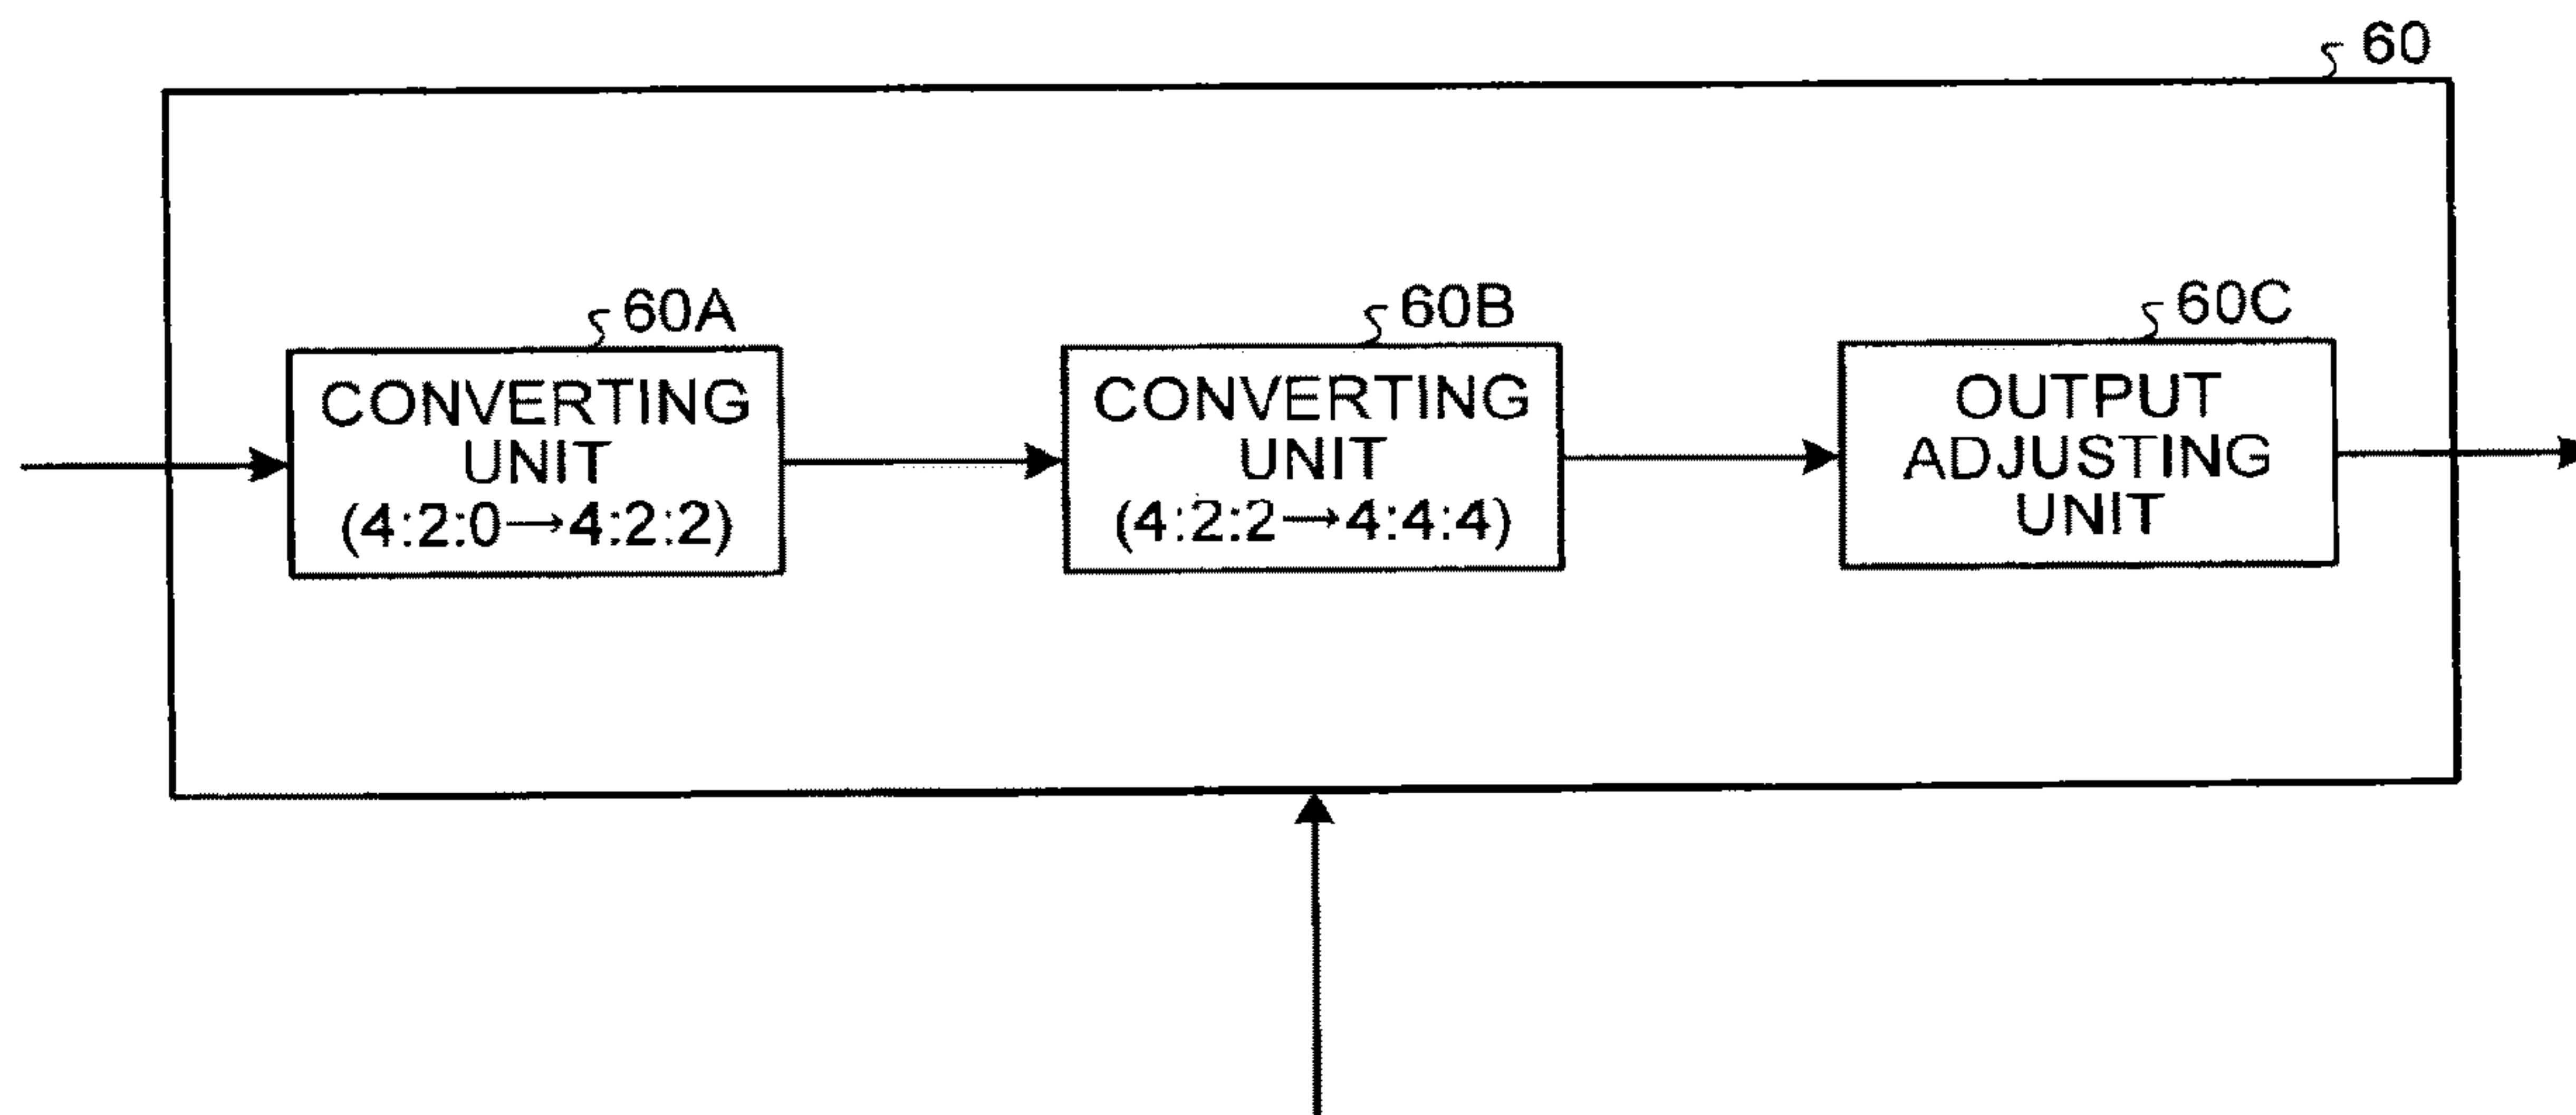 60
60A
CONVERTING
UNIT
(4:2:0→4:2:2)
60B
CONVERTING
UNIT
(4:2:2→4:4:4)
60C
OUTPUT
ADJUSTING
UNIT